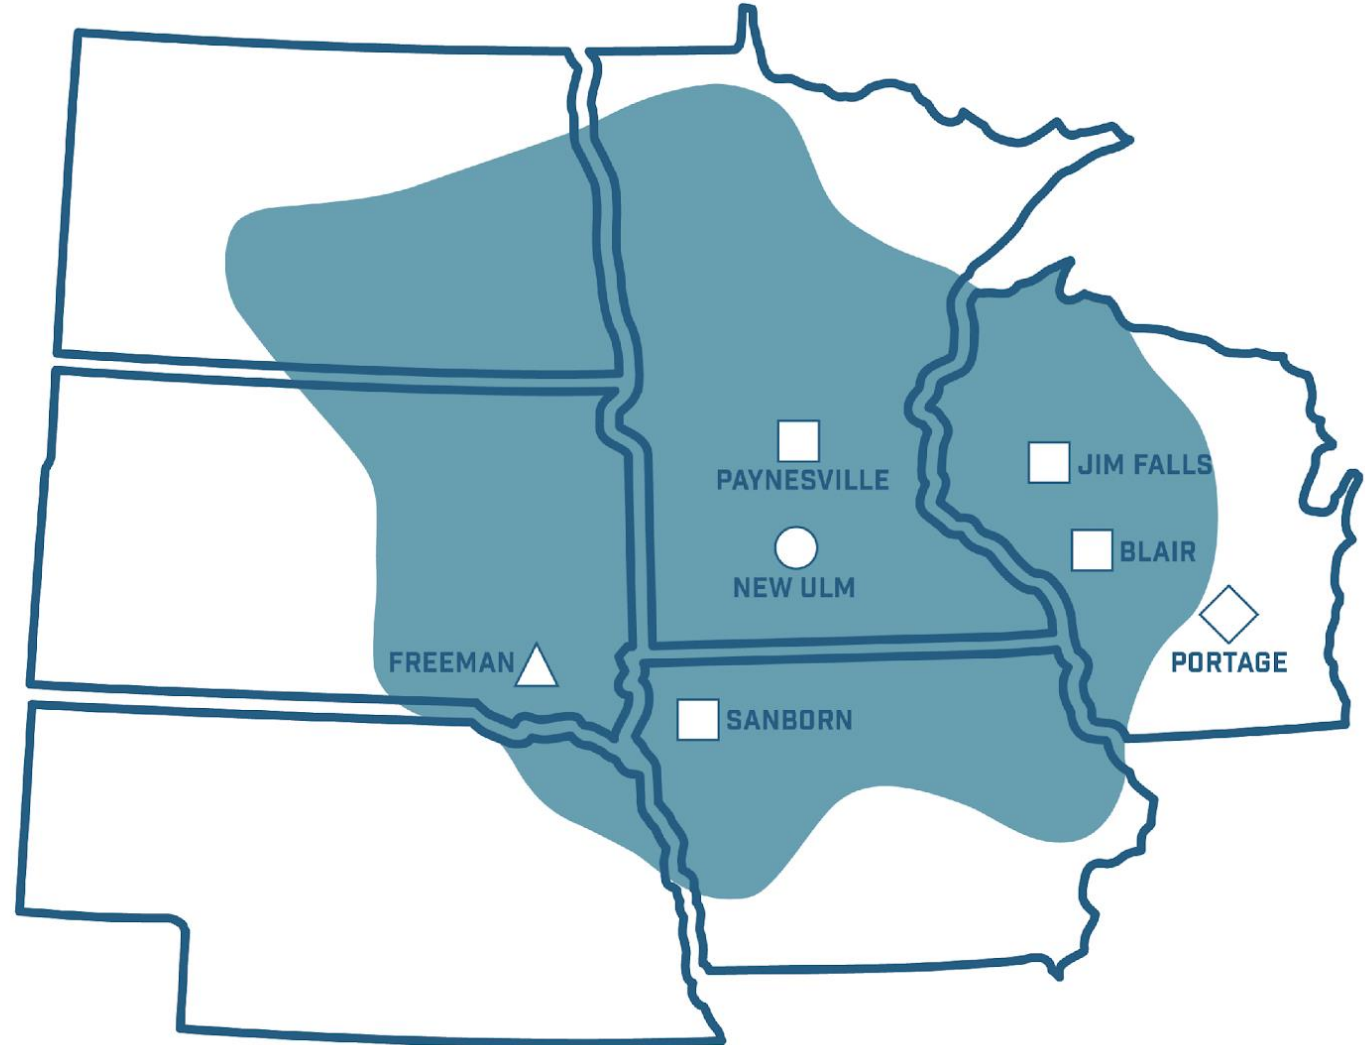 JIM FALLS
PAYNESVILLE
BLAIR
NEW ULM
FREEMAN
PORTAGE
SANBORN